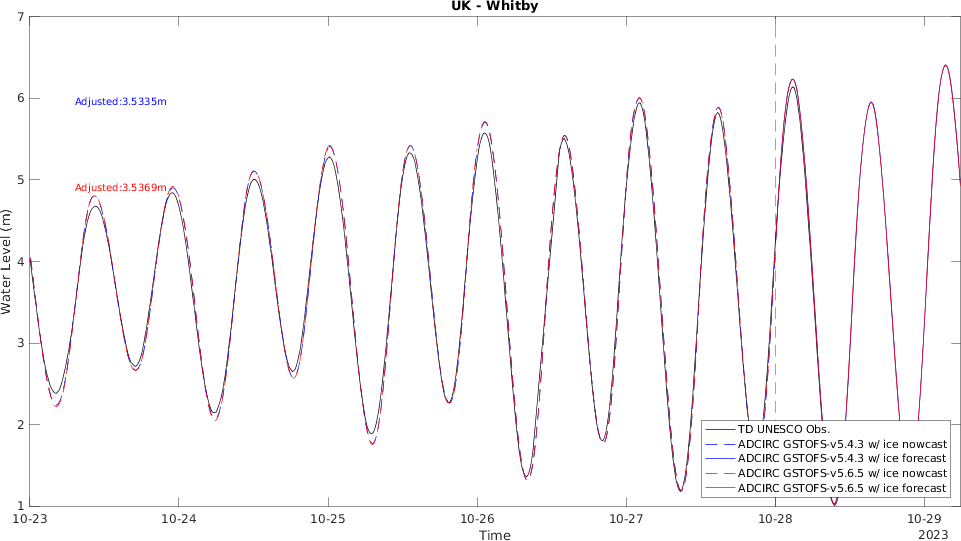 UK - Whitby
7
6
5
4
3
2
1
Water Level (m)
Adjusted:3.5335m
Adjusted:3.5369m
TD UNESCO Obs.
ADCIRC GSTOFS-v5.4.3 w/ ice nowcast
ADCIRC GSTOFS-v5.4.3 w/ ice forecast
ADCIRC GSTOFS-v5.6.5 w/ ice nowcast
ADCIRC GSTOFS-v5.6.5 w/ ice forecast
10-23 10-24 10-25 10-26 10-27 10-28 10-29
Time
2023